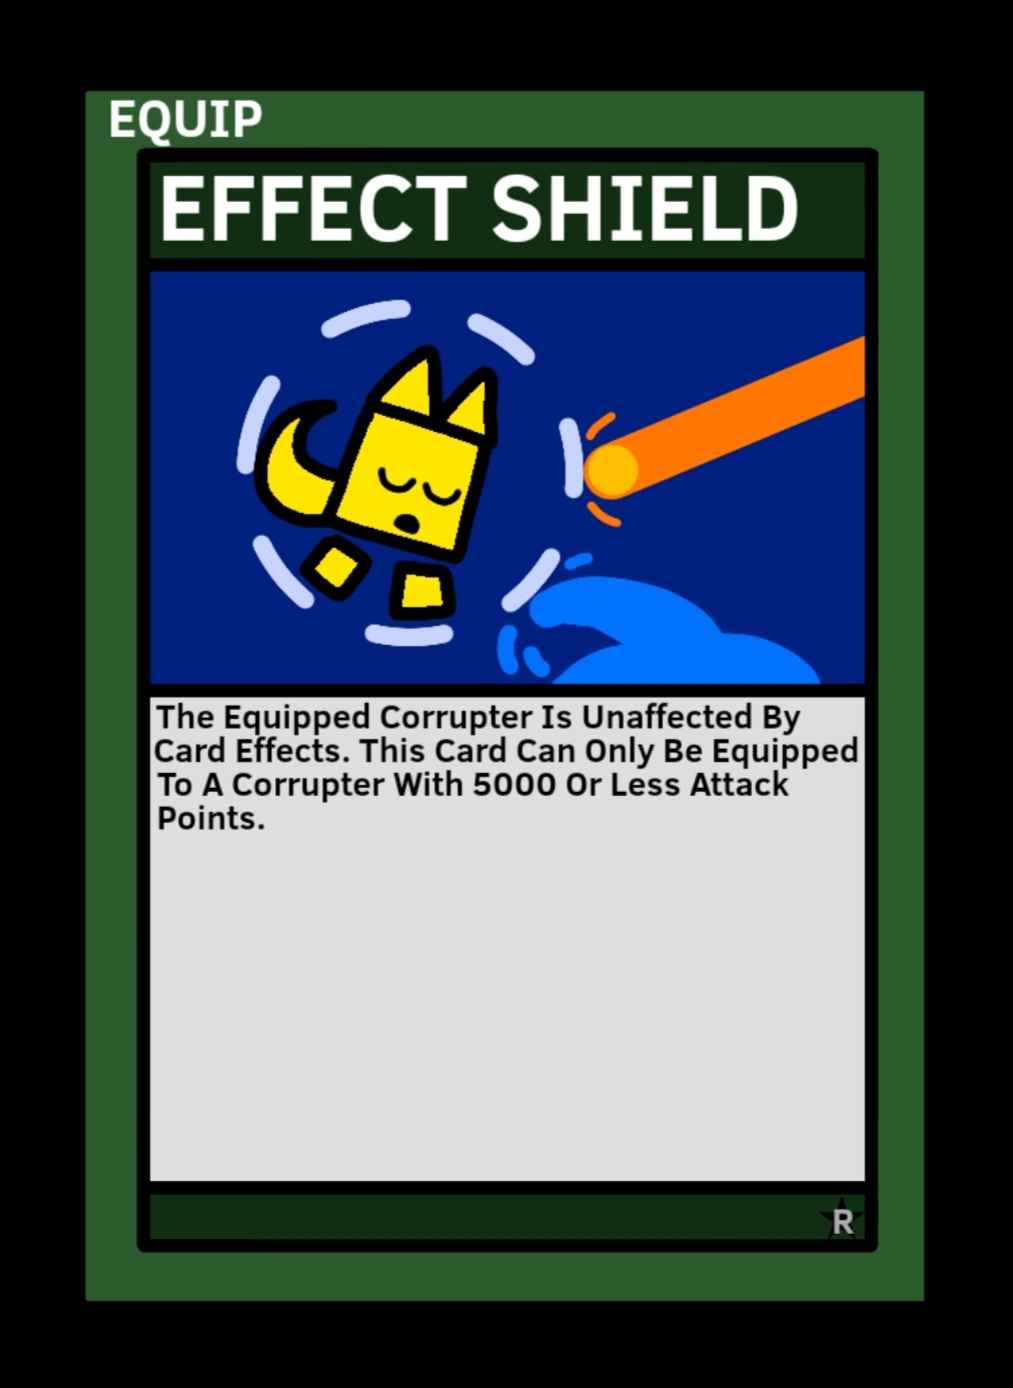 EQUIP
EFFECT SHIELD
The Equipped Corrupter Is Unaffected By
Card Effects. This Card Can Only Be Equipped
To A Corrupter With 5000 Or Less Attack
Points.
R